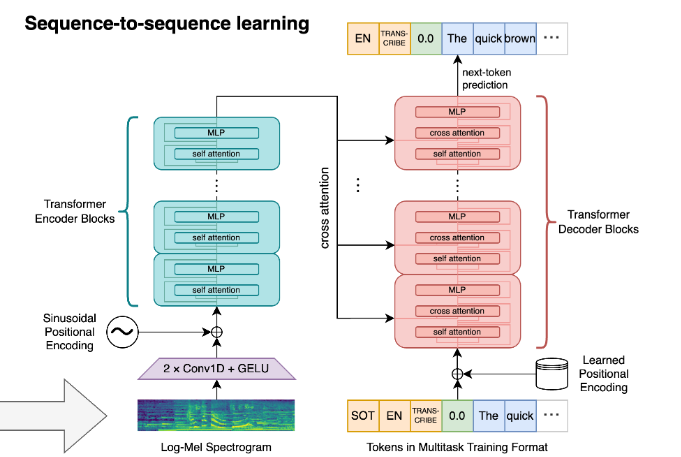 Sequence-to-sequence learning
EN TRANS- 0.0 The quick brown ...
CRIBE
next-token
prediction
MLP
cross attention
self attention
MLP
self attention
Transformer
Encoder Blocks
MLP
self attention
MLP
self attention
cross attention
MLP
cross attention
self attention
MLP
cross attention
self attention
Transformer
Decoder Blocks
Sinusoidal
Positional
Encoding
2 × Conv1D + GELU
Learned
Positional
Encoding
SOT EN TRANS- 0.0 The quick ...
CRIBE
Log-Mel Spectrogram
Tokens in Multitask Training Format